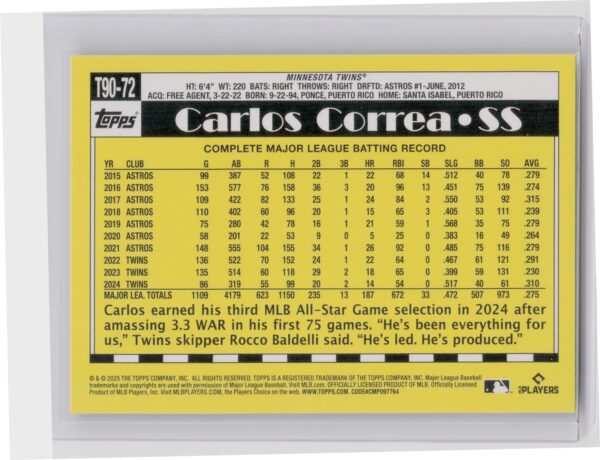 T90-72
MINNESOTA TWINS®
HT: 6'4" WT: 220 BATS: RIGHT THROWS: RIGHT DRFTD: ASTROS #1-JUNE, 2012
ACQ: FREE AGENT, 3-22-22 BORN: 9-22-94, PONCE, PUERTO RICO HOME: SANTA ISABEL, PUERTO RICO
Topps
Carlos Correa • SS
COMPLETE MAJOR LEAGUE BATTING RECORD
YR CLUB G AB R H 2B 3B HR RBI SB SLG BB SO AVG
2015 ASTROS 99 387 52 108 22 1 22 68 14 .512 40 78 .279
2016 ASTROS 153 577 76 158 36 3 20 96 13 .451 75 139 .274
2017 ASTROS 109 422 82 133 25 1 24 84 2 .550 53 92 .315
2018 ASTROS 110 402 60 96 20 1 15 65 3 .405 53 111 .239
2019 ASTROS 75 280 42 78 16 1 21 59 1 .568 35 75 .279
2020 ASTROS 58 201 22 53 9 0 5 25 0 .383 16 49 .264
2021 ASTROS 148 555 104 155 34 1 26 92 0 .485 75 116 .279
2022 TWINS 136 522 70 152 24 1 22 64 0 .467 61 121 .291
2023 TWINS 135 514 60 118 29 2 18 65 0 .399 59 131 .230
2024 TWINS 86 319 55 99 20 2 14 54 0 .517 40 61 .310
MAJOR LEA. TOTALS 1109 4179 623 1150 235 13 187 672 33 .472 507 973 .275
Carlos earned his third MLB All-Star Game selection in 2024 after
amassing 3.3 WAR in his first 75 games. “He's been everything for
us,” Twins skipper Rocco Baldelli said. “He's led. He's produced.”
® & © 2025 THE TOPPS COMPANY, INC. ALL RIGHTS RESERVED. TOPPS IS A REGISTERED TRADEMARK OF THE TOPPS COMPANY, INC. Major League Baseball
trademarks and copyrights are used with permission of Major League Baseball. Visit MLB.com. OFFICIALLY LICENSED PRODUCT OF MLB. Officially Licensed
Product of MLB Players, Inc. Visit MLBPLAYERS.COM, the Players Choice on the web. WWW.TOPPS.COM. CODE#CMP097764
PLAYERS